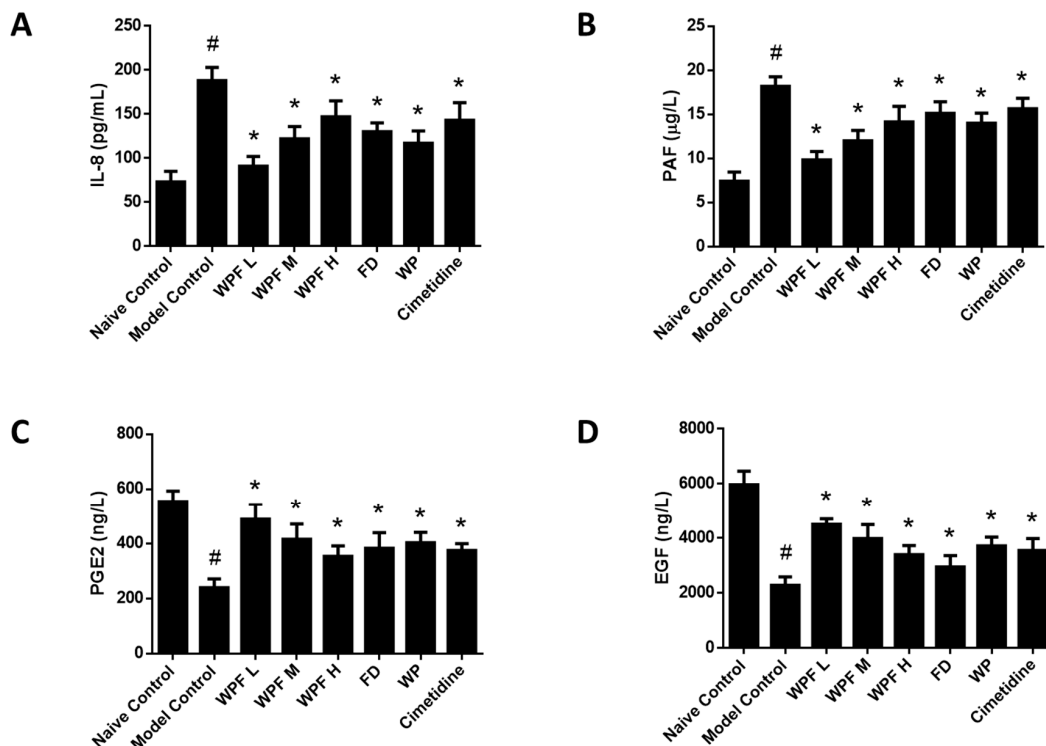 A
IL-8 (pg/mL)
250
200
150
100
50
0
#
*
*
*
*
*
*
Naive Control
Model Control
WPF L
WPF M
WPF H
FD
WP
Cimetidine
B
PAF (μg/L)
25
20
15
10
5
0
#
*
*
*
*
*
*
Naive Control
Model Control
WPF L
WPF M
WPF H
FD
WP
Cimetidine
C
PGE2 (ng/L)
800
600
400
200
0
#
*
*
*
*
*
*
Naive Control
Model Control
WPF L
WPF M
WPF H
FD
WP
Cimetidine
D
EGF (ng/L)
8000
6000
4000
2000
0
#
*
*
*
*
*
*
Naive Control
Model Control
WPF L
WPF M
WPF H
FD
WP
Cimetidine